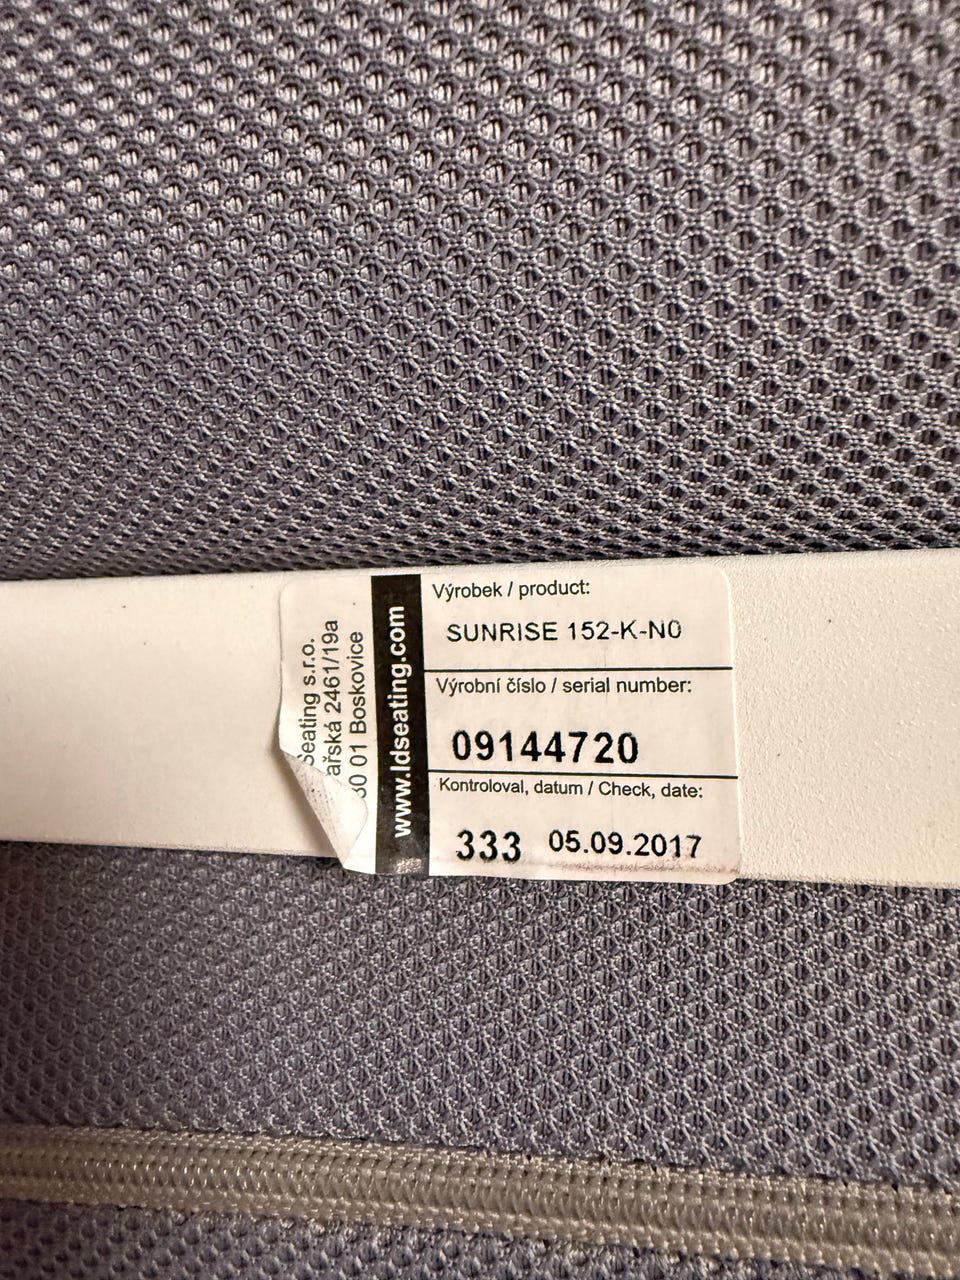 Seating s.r.o.
2461/19a
01 Boskovice
www.ldseating.com
Výrobek / product:
SUNRISE 152-K-N0
Výrobní číslo / serial number:
09144720
Kontroloval, datum / Check, date:
333 05.09.2017